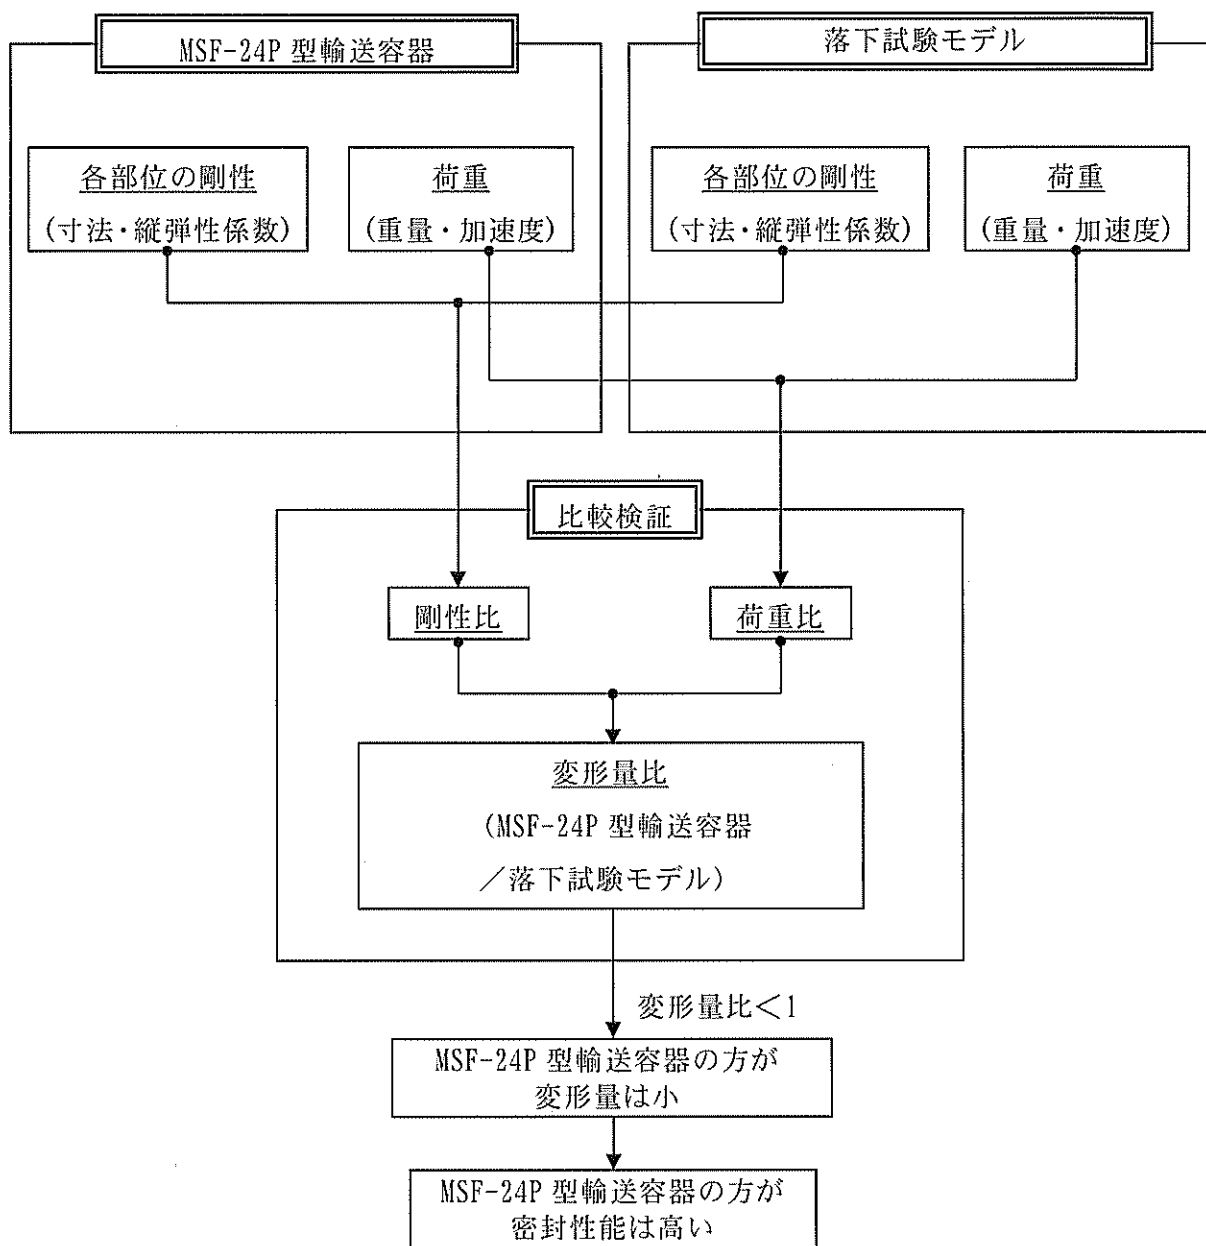 MSF-24P 型輸送容器
落下試験モデル
各部位の剛性
(寸法・縦弾性係数)
荷重
(重量・加速度)
各部位の剛性
(寸法・縦弾性係数)
荷重
(重量・加速度)
比較検証
剛性比
荷重比
変形量比
(MSF-24P 型輸送容器
／落下試験モデル)
変形量比＜1
MSF-24P 型輸送容器の方が
変形量は小
MSF-24P 型輸送容器の方が
密封性能は高い